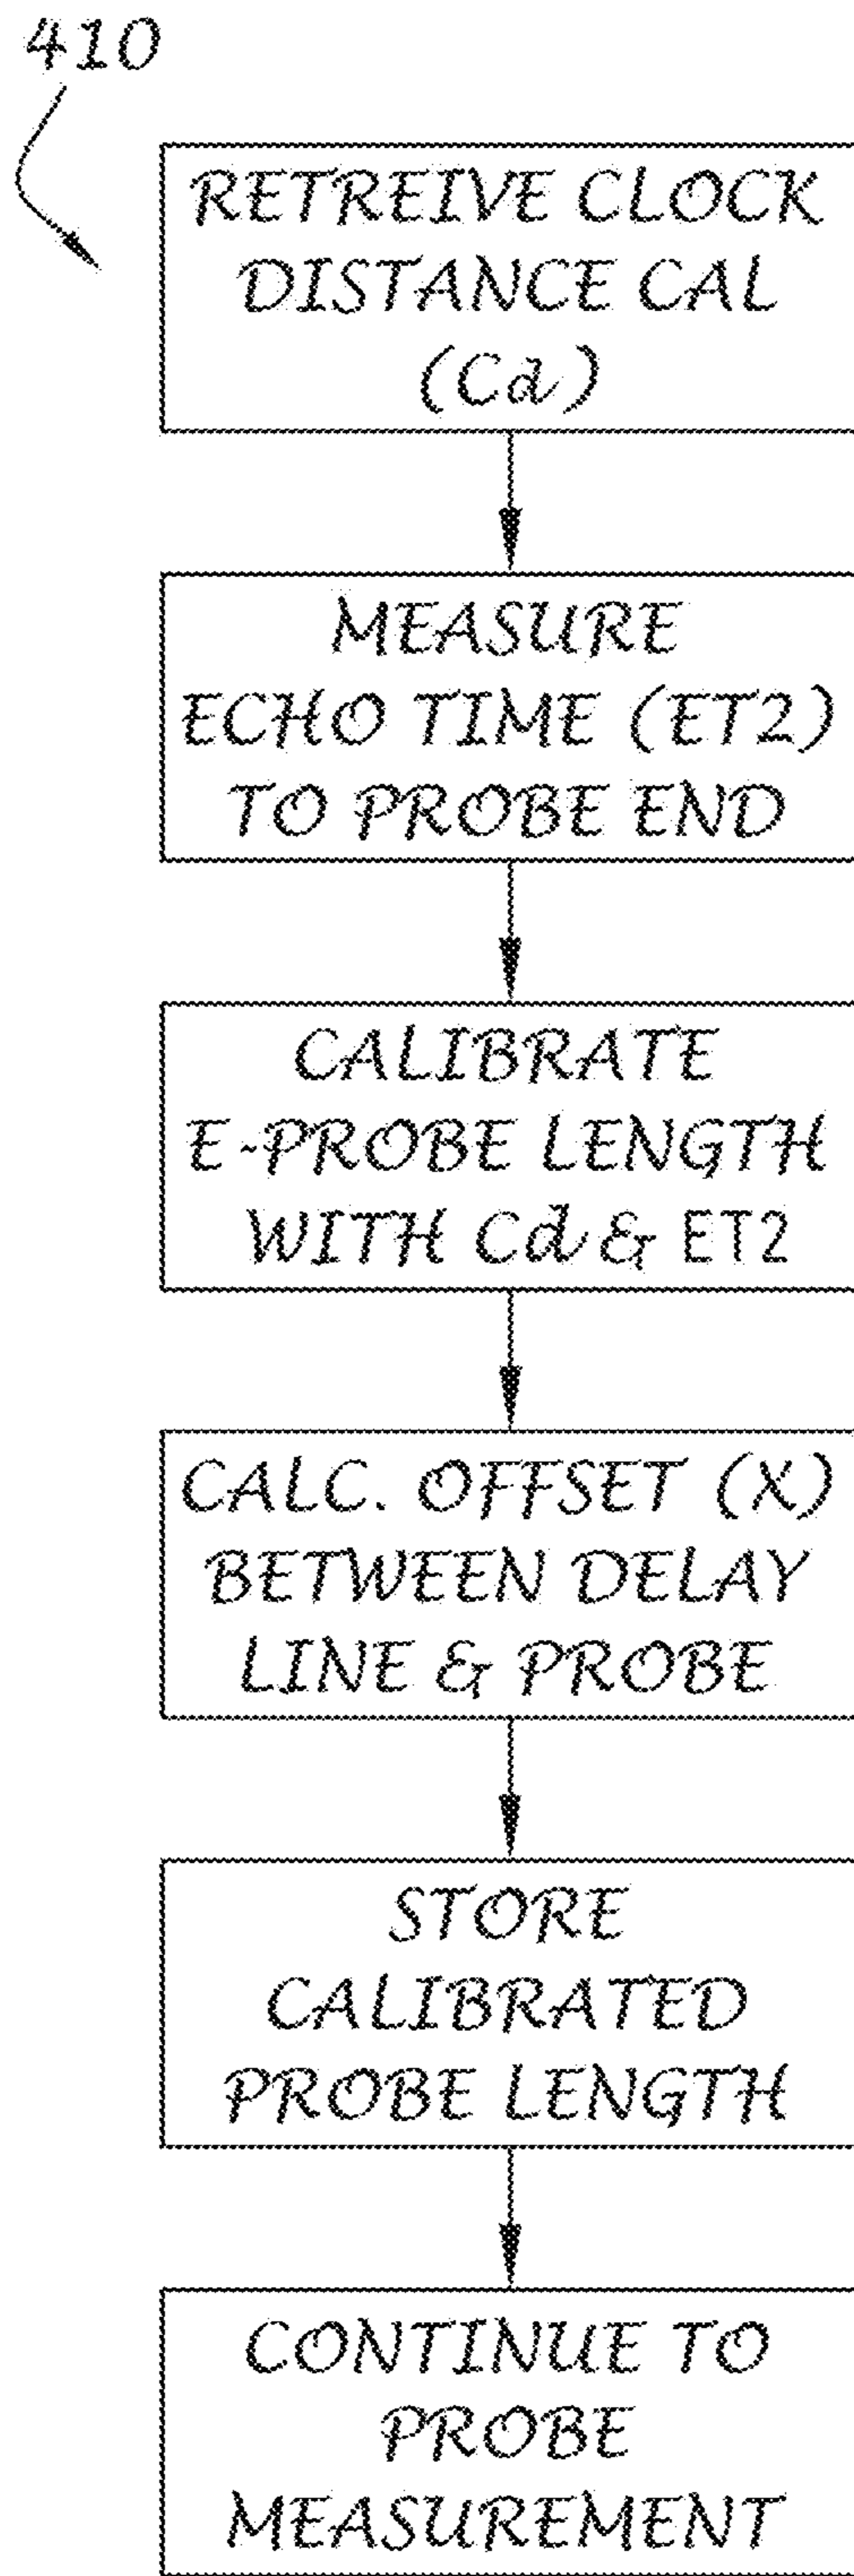 410
RETREIVE CLOCK
DISTANCE CAL
(Cd)
MEASURE
ECHO TIME (ET2)
TO PROBE END
CALIBRATE
E-PROBE LENGTH
WITH Cd & ET2
CALC. OFFSET (X)
BETWEEN DELAY
LINE & PROBE
STORE
CALIBRATED
PROBE LENGTH
CONTINUE TO
PROBE
MEASUREMENT